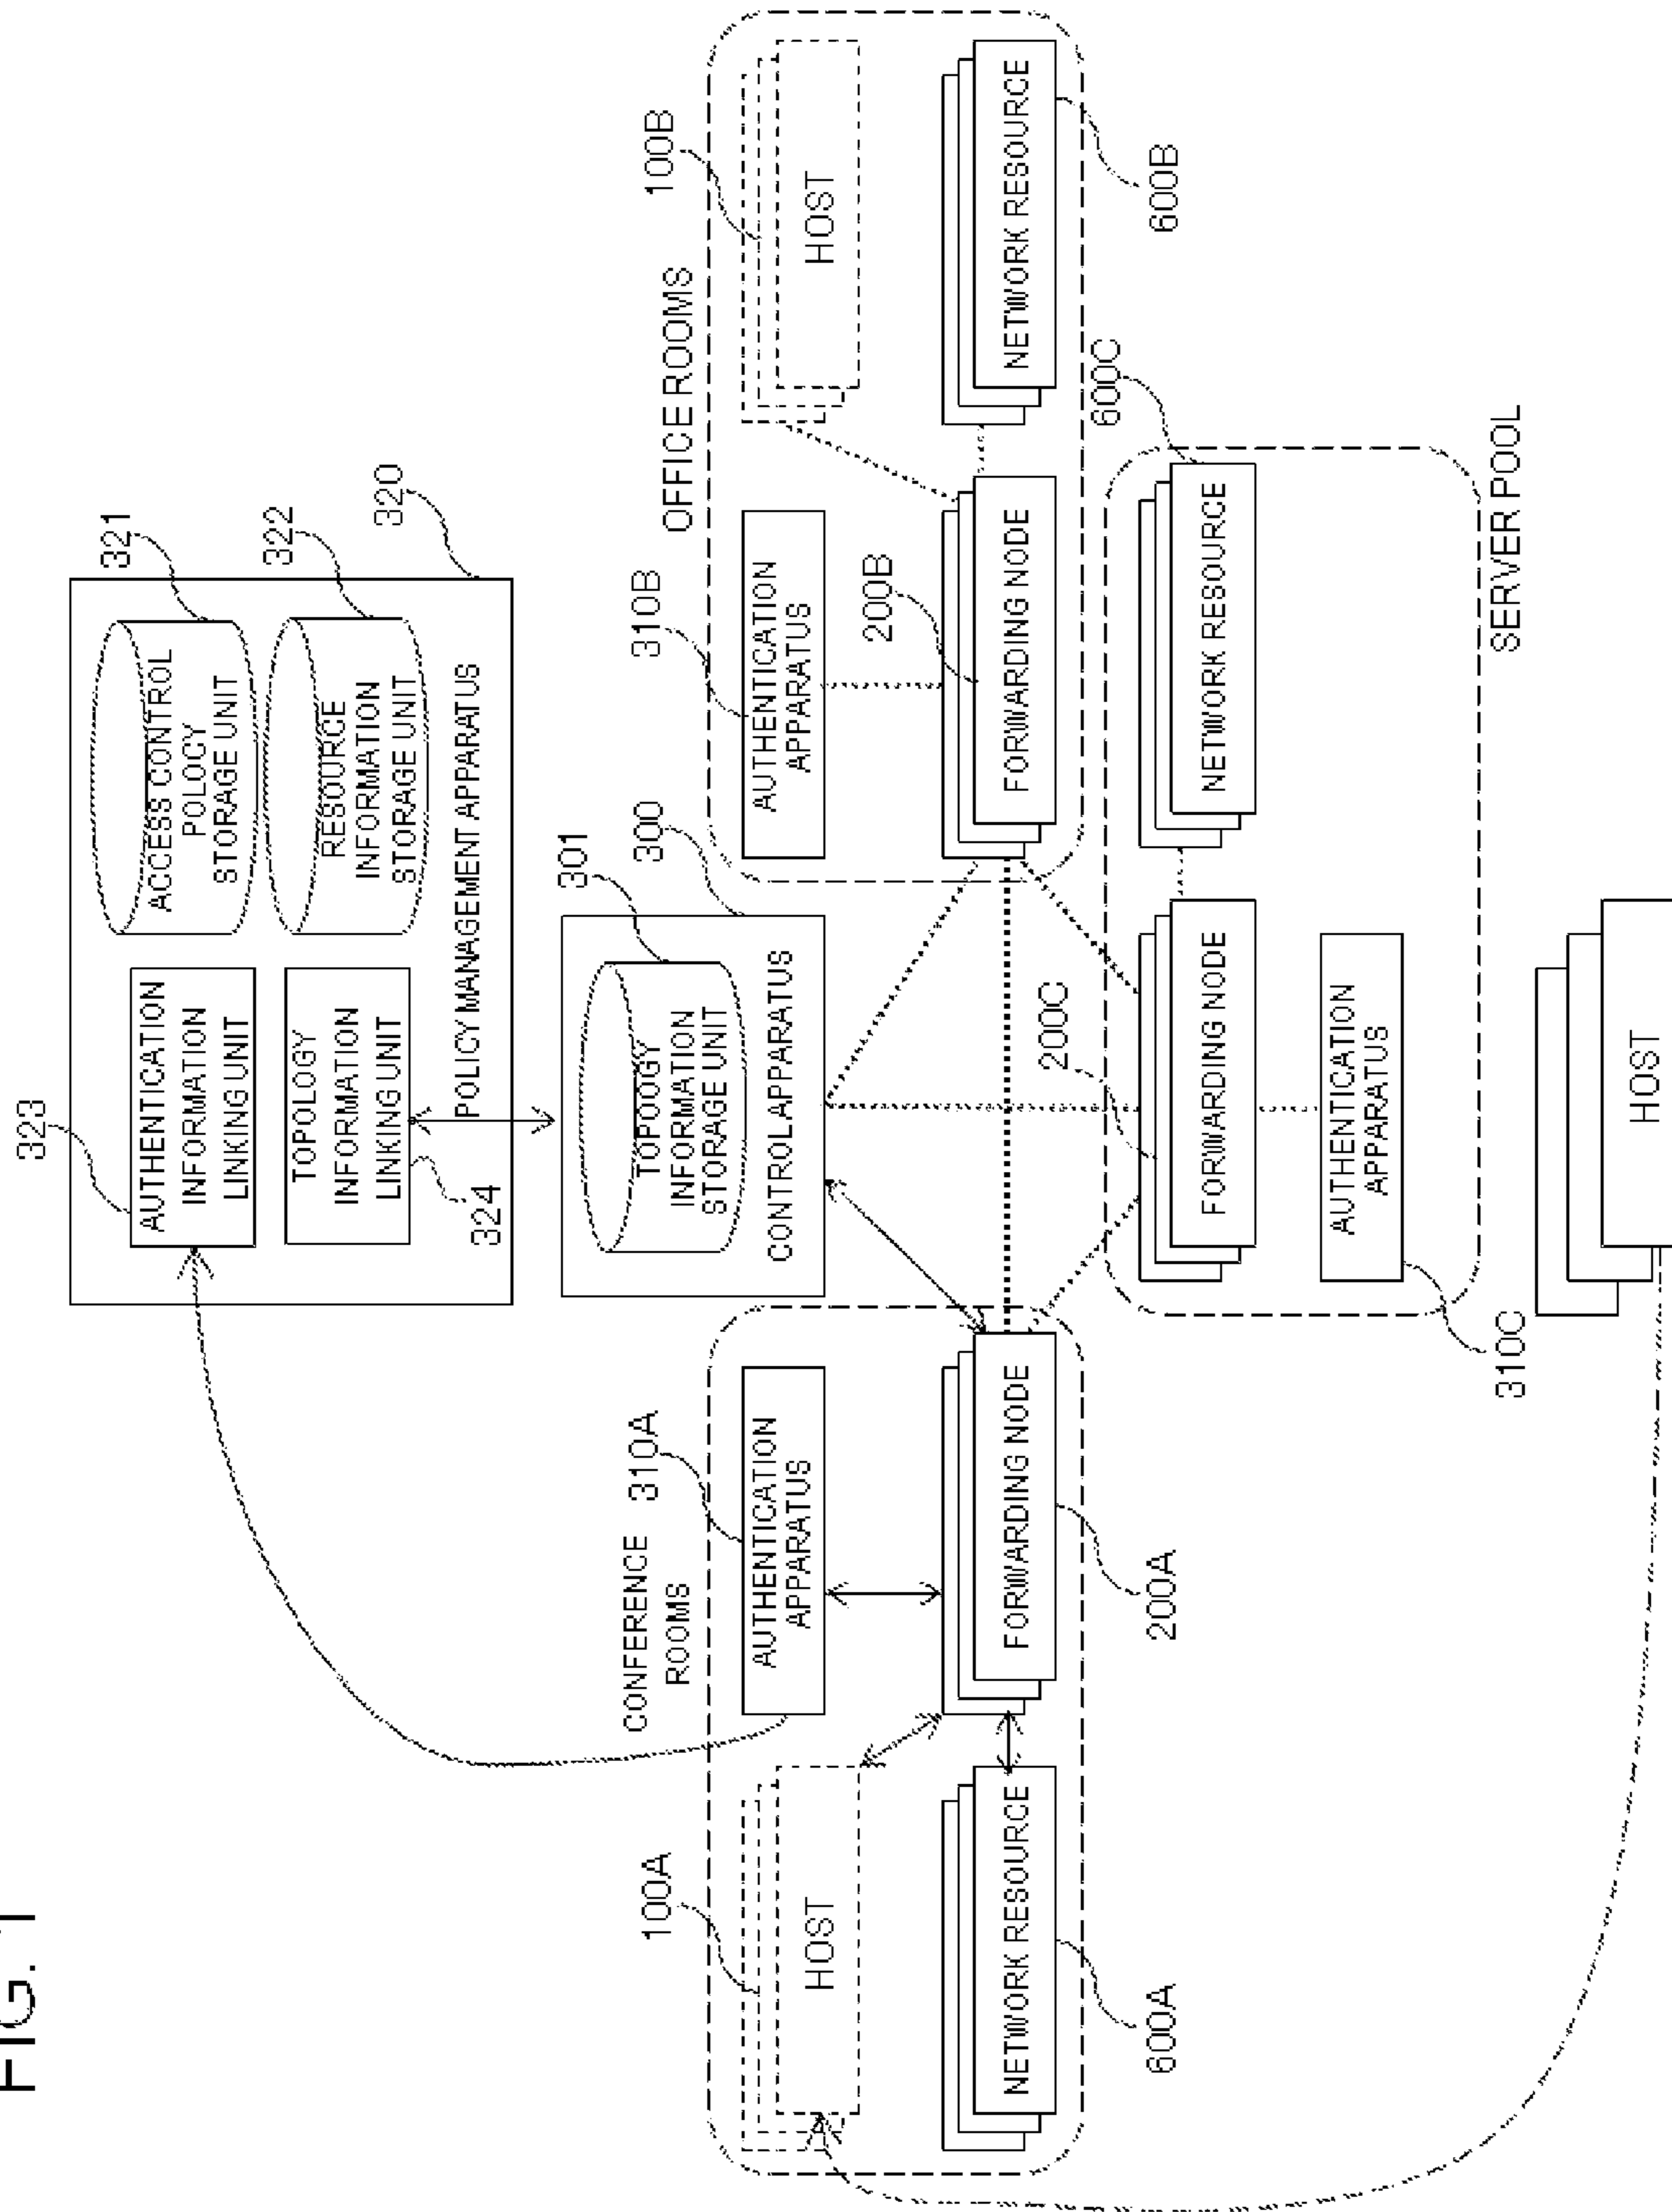 FIG. 1
323
AUTHENTICATION
INFORMATION
LINKING UNIT
TOPOLOGY
INFORMATION
LINKING UNIT
324
321
ACCESS CONTROL
POLOCY
STORAGE UNIT
322
RESOURCE
INFORMATION
STORAGE UNIT
POLICY MANAGEMENT APPARATUS
320
301
300
TOPOOGY
INFORMATION
STORAGE UNIT
CONTROLAPPARATUS
CONFERENCE
ROOMS
310A
100A
HOST
AUTHENTICATION
APPARATUS
NETWORK RESOURCE
600A
FORWARDING NODE
200A
OFFICE ROOMS
310B
100B
AUTHENTICATION
APPARATUS
HOST
200B
FORWARDING NODE
NETWORK RESOURCE
600B
200C
600C
FORWARDING NODE
NETWORK RESOURCE
AUTHENTICATION
APPARATUS
310C
SERVER POOL
HOST